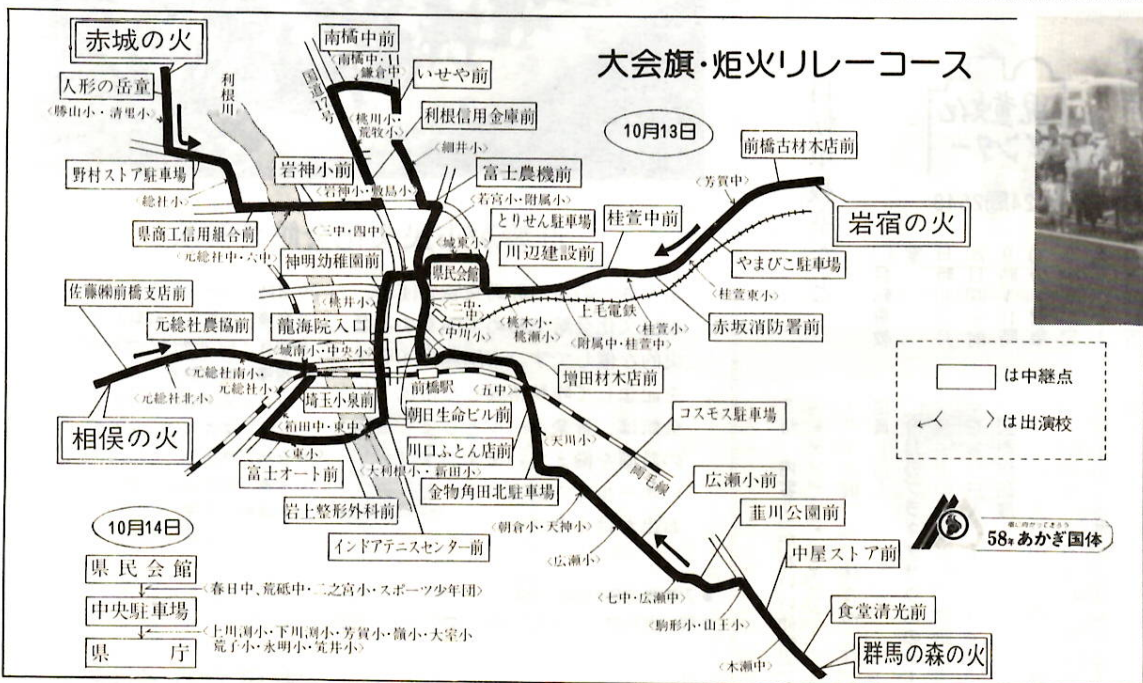 大会旗・炬火リレーコース
赤城の火
人形の岳童
〈勝山小・清里小〉
利根川
野村ストア駐車場
〈総社小〉
県商工信用組合前
〈元総社中・六中〉
南橘中前
〈南橘中・
鎌倉中〉
国道17号
いせや前
〈桃川小・
荒牧小〉
利根信用金庫前
〈細井小〉
岩神小前
〈岩神小・敷島小〉
富士農機前
〈若宮小・附属小〉
〈三中・四中〉
神明幼稚園前
〈桃井小〉
10月13日
前橋古材木店前
〈芳賀中〉
岩宿の火
桂萱中前
とりせん駐車場
〈城東小〉
川辺建設前
県民会館
やまびこ駐車場
〈桂萱東小〉
赤坂消防署前
上毛電鉄
〈桂萱小〉
〈附属中・桂萱中〉
〈桃木小・
桃瀬小〉
〈一中・
二中〉
〈中川小〉
佐藤㈱前橋支店前
元総社農協前
龍海院入口
〈城南小・中央小〉
〈元総社南小・
元総社小〉
〈元総社北小〉
相俣の火
埼玉小泉前
〈箱田中・東中〉
〈東小〉
富士オート前
〈大利根小・新田小〉
岩上整形外科前
インドアテニスセンター前
前橋駅
朝日生命ビル前
川口ふとん店前
金物角田北駐車場
〈五中〉
増田材木店前
〈天川小〉
コスモス駐車場
両毛線
〈朝倉小・天神小〉
広瀬小前
〈広瀬小〉
韮川公園前
〈七中・広瀬中〉
中屋ストア前
〈駒形小・山王小〉
食堂清光前
〈木瀬中〉
群馬の森の火
は中継点
〈 〉は出演校
58年あかぎ国体
10月14日
県民会館
〈春日中、荒砥中・二之宮小・スポーツ少年団〉
中央駐車場
〈上川渕小・下川渕小・芳賀小・嶺小・大室小
荒子小・永明小・笂井小〉
県 庁